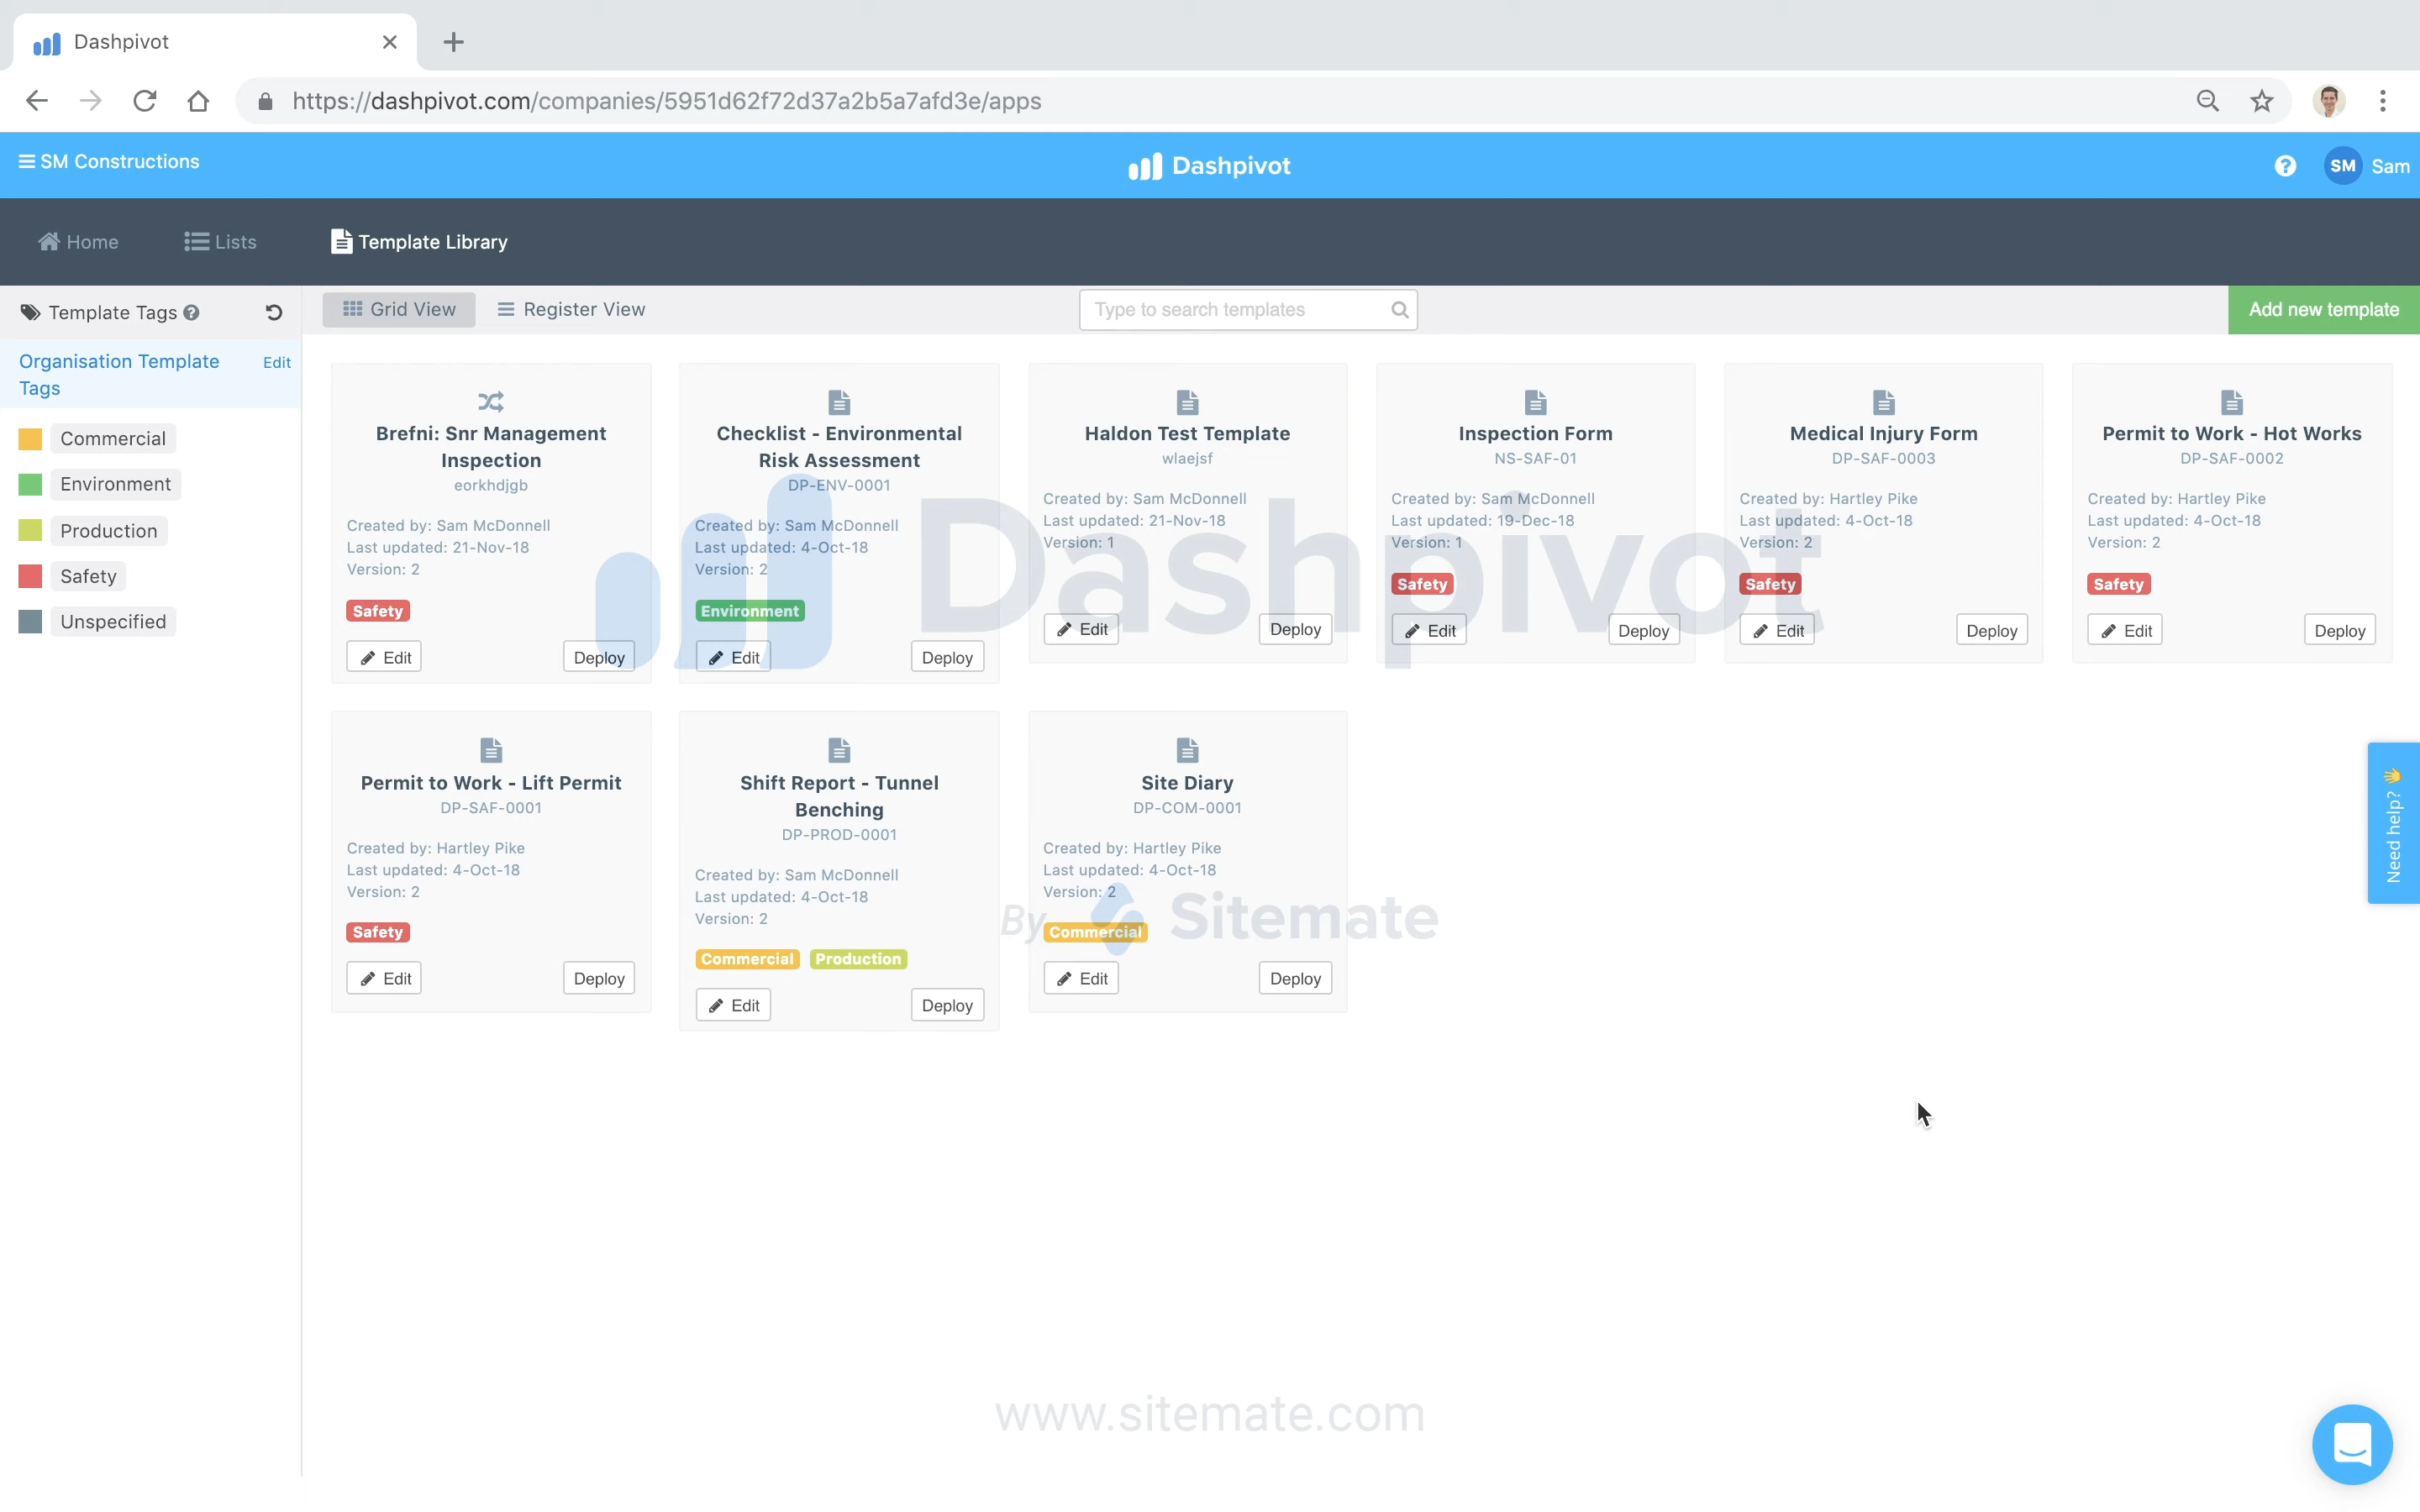 Dashpivot
https://dashpivot.com/companies/5951d62f72d37a2b5a7afd3e/apps
SM Constructions
Dashpivot
SM Sam
Home
Lists
Template Library
Template Tags
Grid View
Register View
Type to search templates
Add new template
Organisation Template
Tags
Edit
Commercial
Environment
Production
Safety
Unspecified
Brefni: Snr Management
Inspection
eorkhdjgb
Created by: Sam McDonnell
Last updated: 21-Nov-18
Version: 2
Safety
Edit
Deploy
Checklist - Environmental
Risk Assessment
DP-ENV-0001
Created by: Sam McDonnell
Last updated: 4-Oct-18
Version: 2
Environment
Edit
Deploy
Haldon Test Template
wlaejsf
Created by: Sam McDonnell
Last updated: 21-Nov-18
Version: 1
Edit
Deploy
Inspection Form
NS-SAF-01
Created by: Sam McDonnell
Last updated: 19-Dec-18
Version: 1
Safety
Edit
Deploy
Medical Injury Form
DP-SAF-0003
Created by: Hartley Pike
Last updated: 4-Oct-18
Version: 2
Safety
Edit
Deploy
Permit to Work - Hot Works
DP-SAF-0002
Created by: Hartley Pike
Last updated: 4-Oct-18
Version: 2
Safety
Edit
Deploy
Dashpivot
Permit to Work - Lift Permit
DP-SAF-0001
Created by: Hartley Pike
Last updated: 4-Oct-18
Version: 2
Safety
Edit
Deploy
Shift Report - Tunnel
Benching
DP-PROD-0001
Created by: Sam McDonnell
Last updated: 4-Oct-18
Version: 2
Commercial Production
Edit
Deploy
Site Diary
DP-COM-0001
Created by: Hartley Pike
Last updated: 4-Oct-18
Version: 2
Commercial
Edit
Deploy
By Sitemate
Need help? 👋
www.sitemate.com